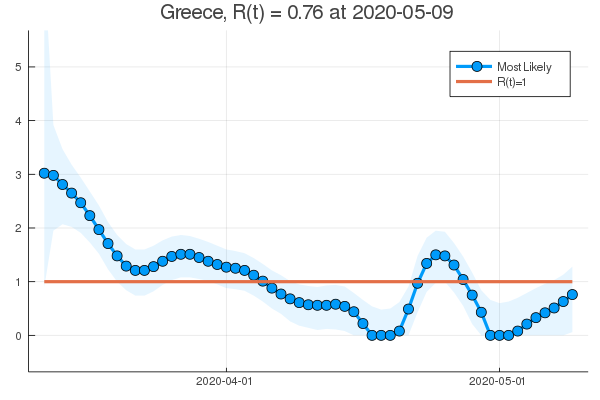 Greece, R(t) = 0.76 at 2020-05-09
5
4
3
2
1
0
Most Likely
R(t)=1
2020-04-01
2020-05-01